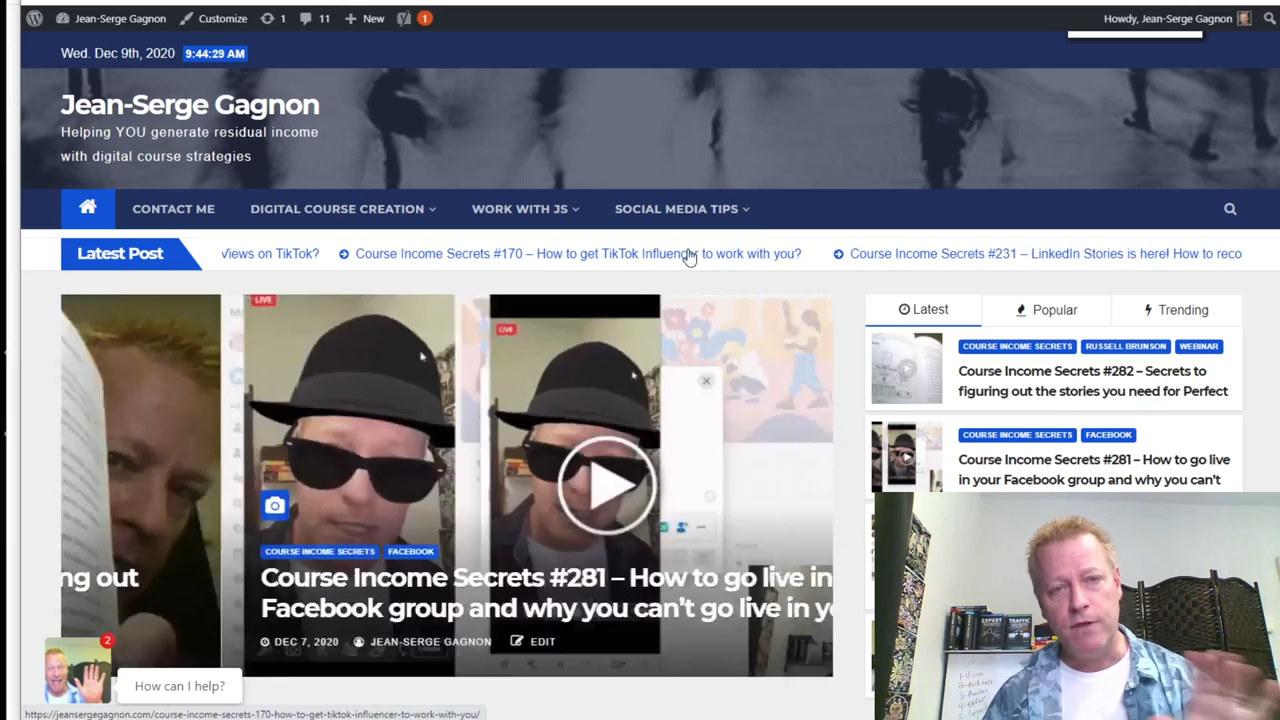 Jean-Serge Gagnon
Customize
1
11
New
1
Howdy, Jean-Serge Gagnon
Wed. Dec 9th, 2020
9:44:29 AM
Jean-Serge Gagnon
Helping YOU generate residual income
with digital course strategies
CONTACT ME
DIGITAL COURSE CREATION
WORK WITH JS
SOCIAL MEDIA TIPS
Latest Post
Views on TikTok?
Course Income Secrets #170 – How to get TikTok Influencer to work with you?
Course Income Secrets #231 – LinkedIn Stories is here! How to reco
LIVE
LIVE
ng out
COURSE INCOME SECRETS
FACEBOOK
Course Income Secrets #281 – How to go live in
Facebook group and why you can't go live in yo
DEC 7, 2020
JEAN-SERGE GAGNON
EDIT
Latest
Popular
Trending
COURSE INCOME SECRETS
RUSSELL BRUNSON
WEBINAR
Course Income Secrets #282 – Secrets to
figuring out the stories you need for Perfect
COURSE INCOME SECRETS
FACEBOOK
Course Income Secrets #281 – How to go live
in your Facebook group and why you can't
EXPERT
SECRETS
TRAFFIC
SECRETS
2
How can I help?
https://jeansergegagnon.com/course-income-secrets-170-how-to-get-tiktok-influencer-to-work-with-you/